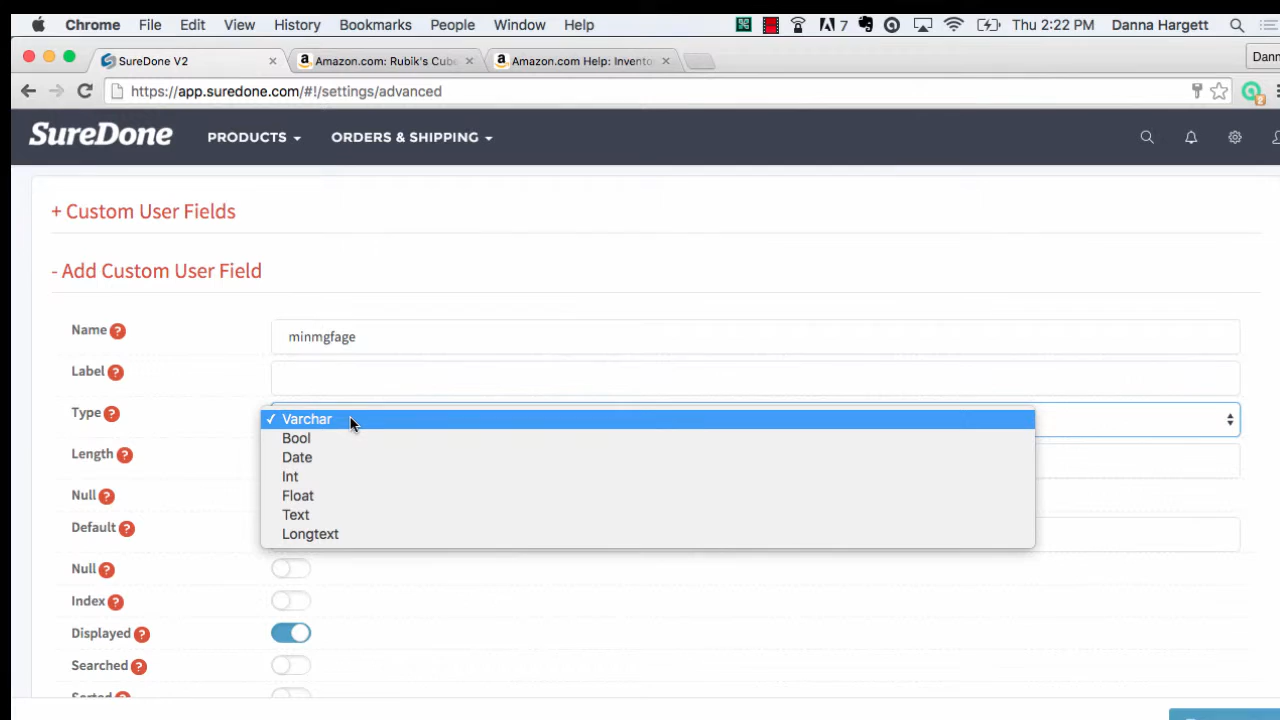 Chrome File Edit View History Bookmarks People Window Help 7 Thu 2:22 PM Danna Hargett
SureDone V2 Amazon.com: Rubik's Cube Amazon.com Help: Invento Dann
https://app.suredone.com/#!/settings/advanced
SureDone PRODUCTS ORDERS & SHIPPING
+ Custom User Fields
- Add Custom User Field
Name ? minmgfage
Label ?
Type ?
✓ Varchar
Bool
Date
Int
Float
Text
Longtext
Length ?
Null ?
Default ?
Null ?
Index ?
Displayed ?
Searched ?
Sorted ?